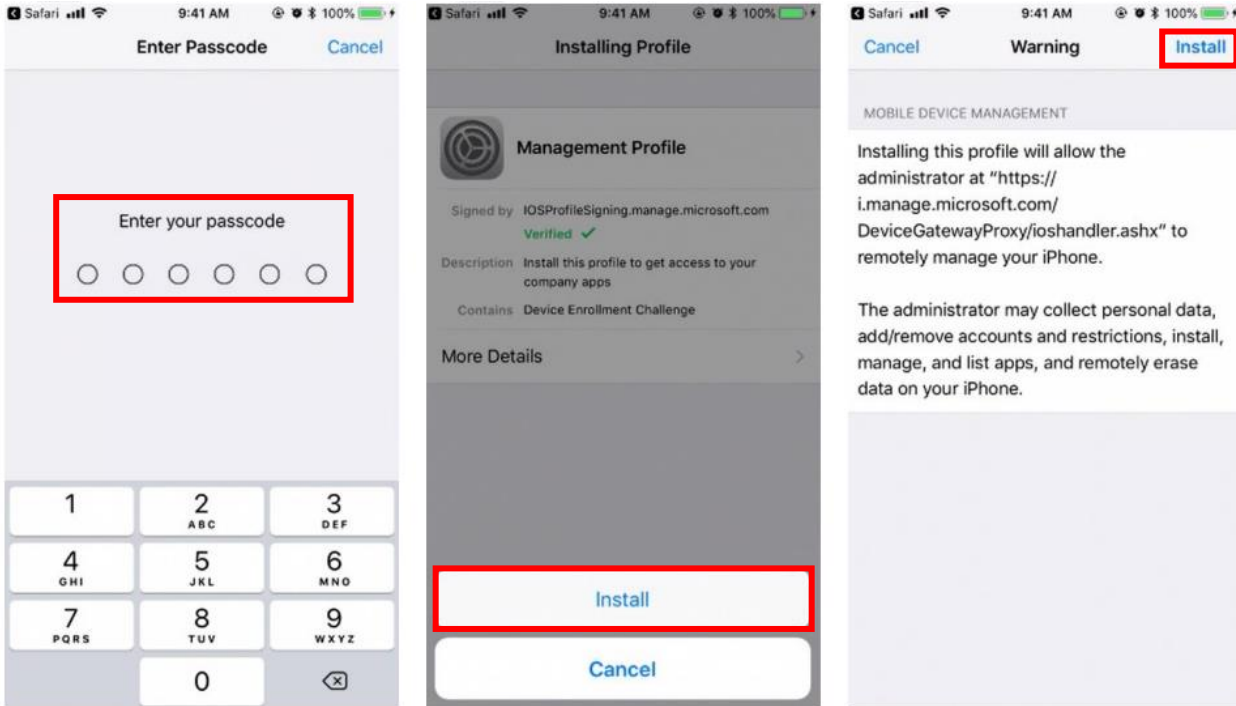 Safari 9:41 AM 100%
Enter Passcode Cancel
Enter your passcode
1
2
ABC
3
DEF
4
GHI
5
JKL
6
MNO
7
PQRS
8
TUV
9
WXYZ
0
Safari 9:41 AM 100%
Installing Profile
Management Profile
Signed by IOSProfileSigning.manage.microsoft.com
Verified ✓
Description Install this profile to get access to your
company apps
Contains Device Enrollment Challenge
More Details
Install
Cancel
Safari 9:41 AM 100%
Cancel Warning Install
MOBILE DEVICE MANAGEMENT
Installing this profile will allow the
administrator at “https://
i.manage.microsoft.com/
DeviceGatewayProxy/ioshandler.ashx” to
remotely manage your iPhone.
The administrator may collect personal data,
add/remove accounts and restrictions, install,
manage, and list apps, and remotely erase
data on your iPhone.